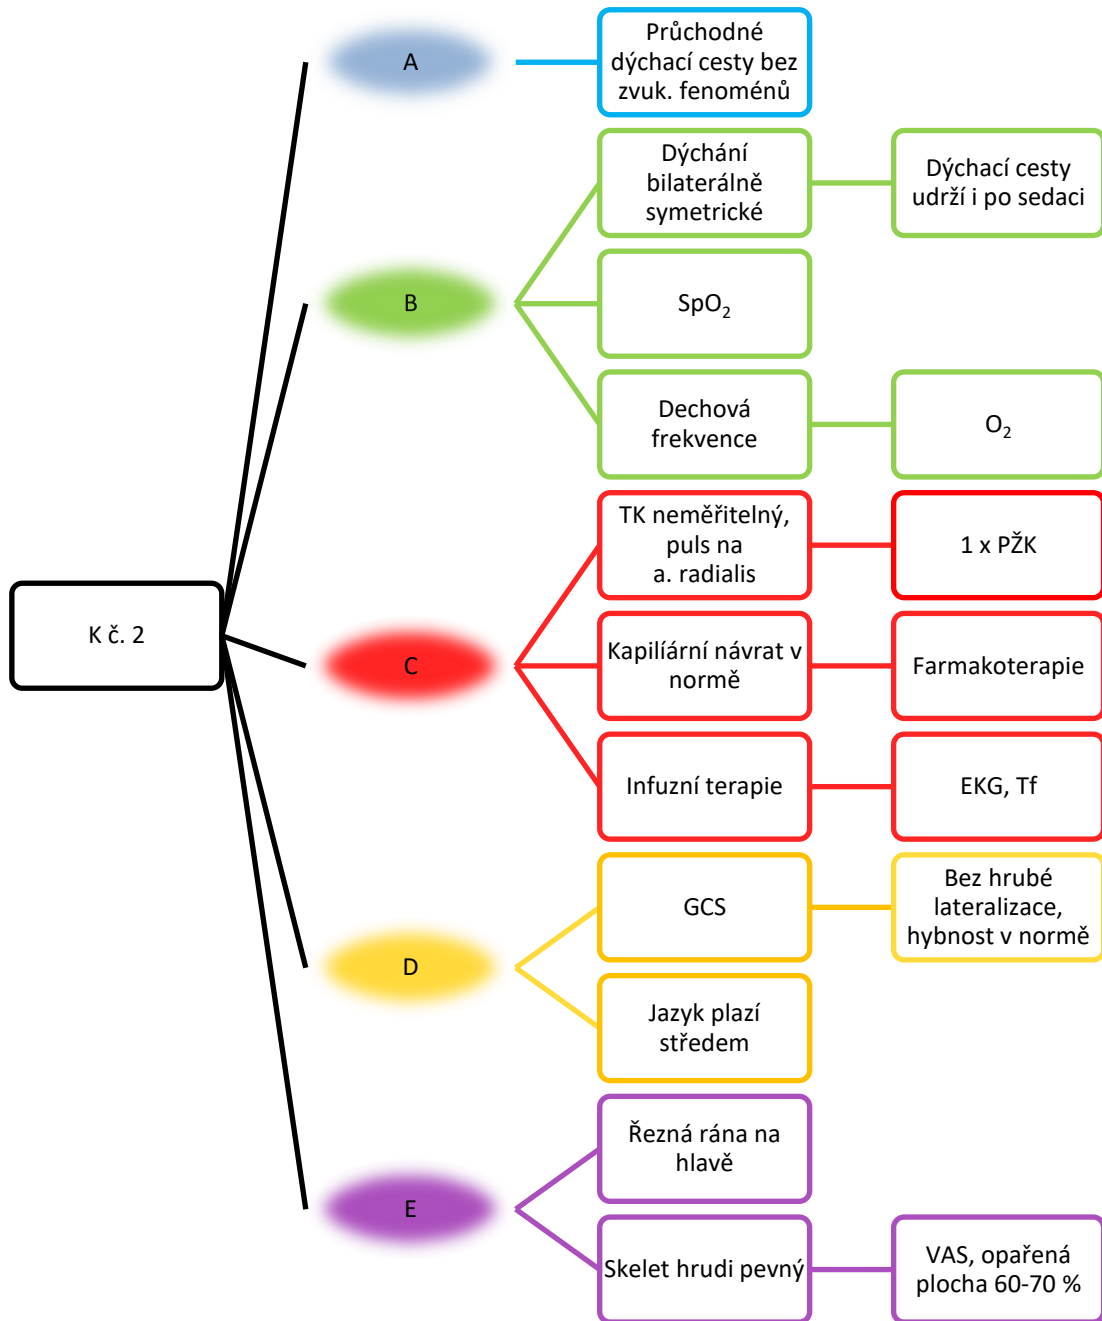 K č. 2
A
Průchodné
dýchací cesty bez
zvuk. fenoménů
B
Dýchání
bilaterálně
symetrické
Dýchací cesty
udrží i po sedaci
SpO₂
Dechová
frekvence
O₂
C
TK neměřitelný,
puls na
a. radialis
1 x PŽK
Kapilíární návrat v
normě
Farmakoterapie
Infuzní terapie
EKG, Tf
D
GCS
Bez hrubé
lateralizace,
hybnost v normě
Jazyk plazí
středem
E
Řezná rána na
hlavě
Skelet hrudi pevný
VAS, opařená
plocha 60-70 %